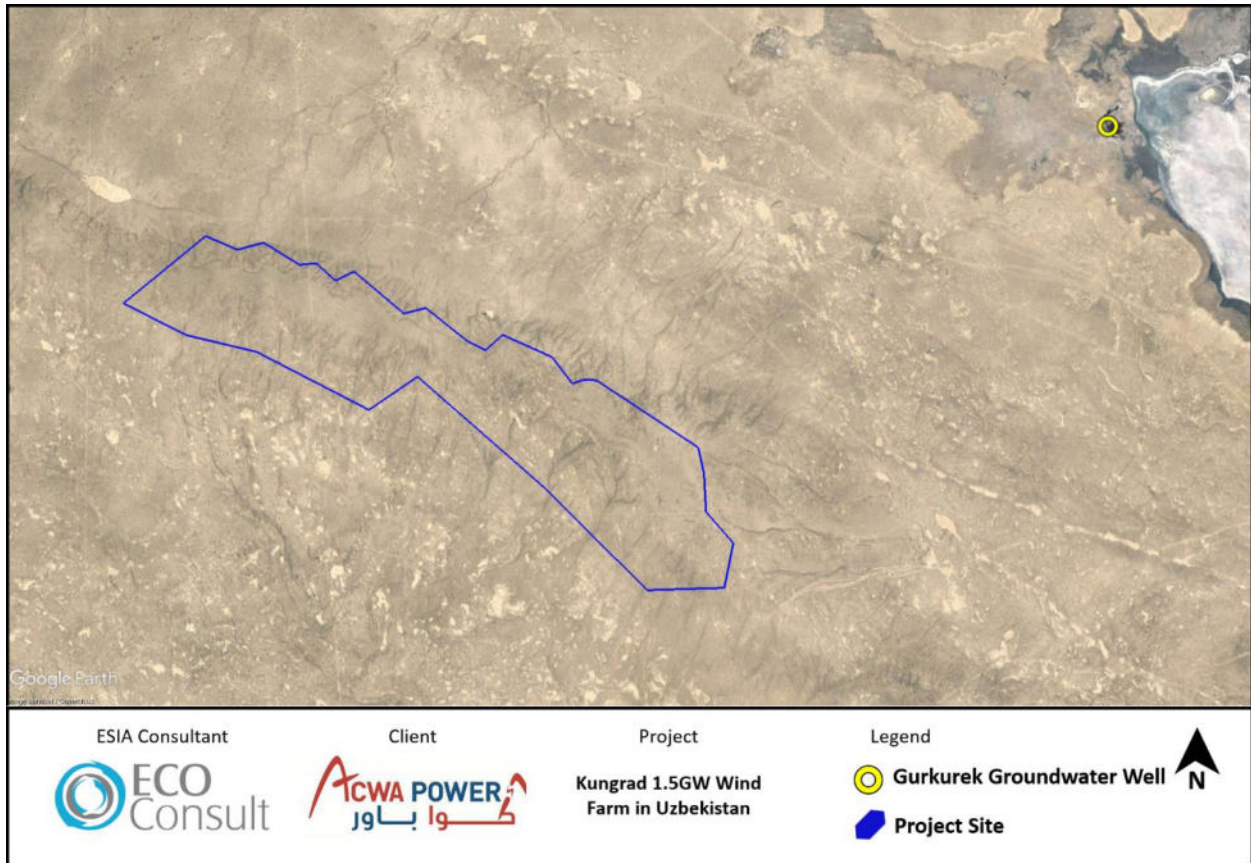 Google Earth
ESIA Consultant
ECO
Consult
Client
ACWA POWER
أكوا باور
Project
Kungrad 1.5GW Wind
Farm in Uzbekistan
Legend
Gurkurek Groundwater Well
Project Site
N